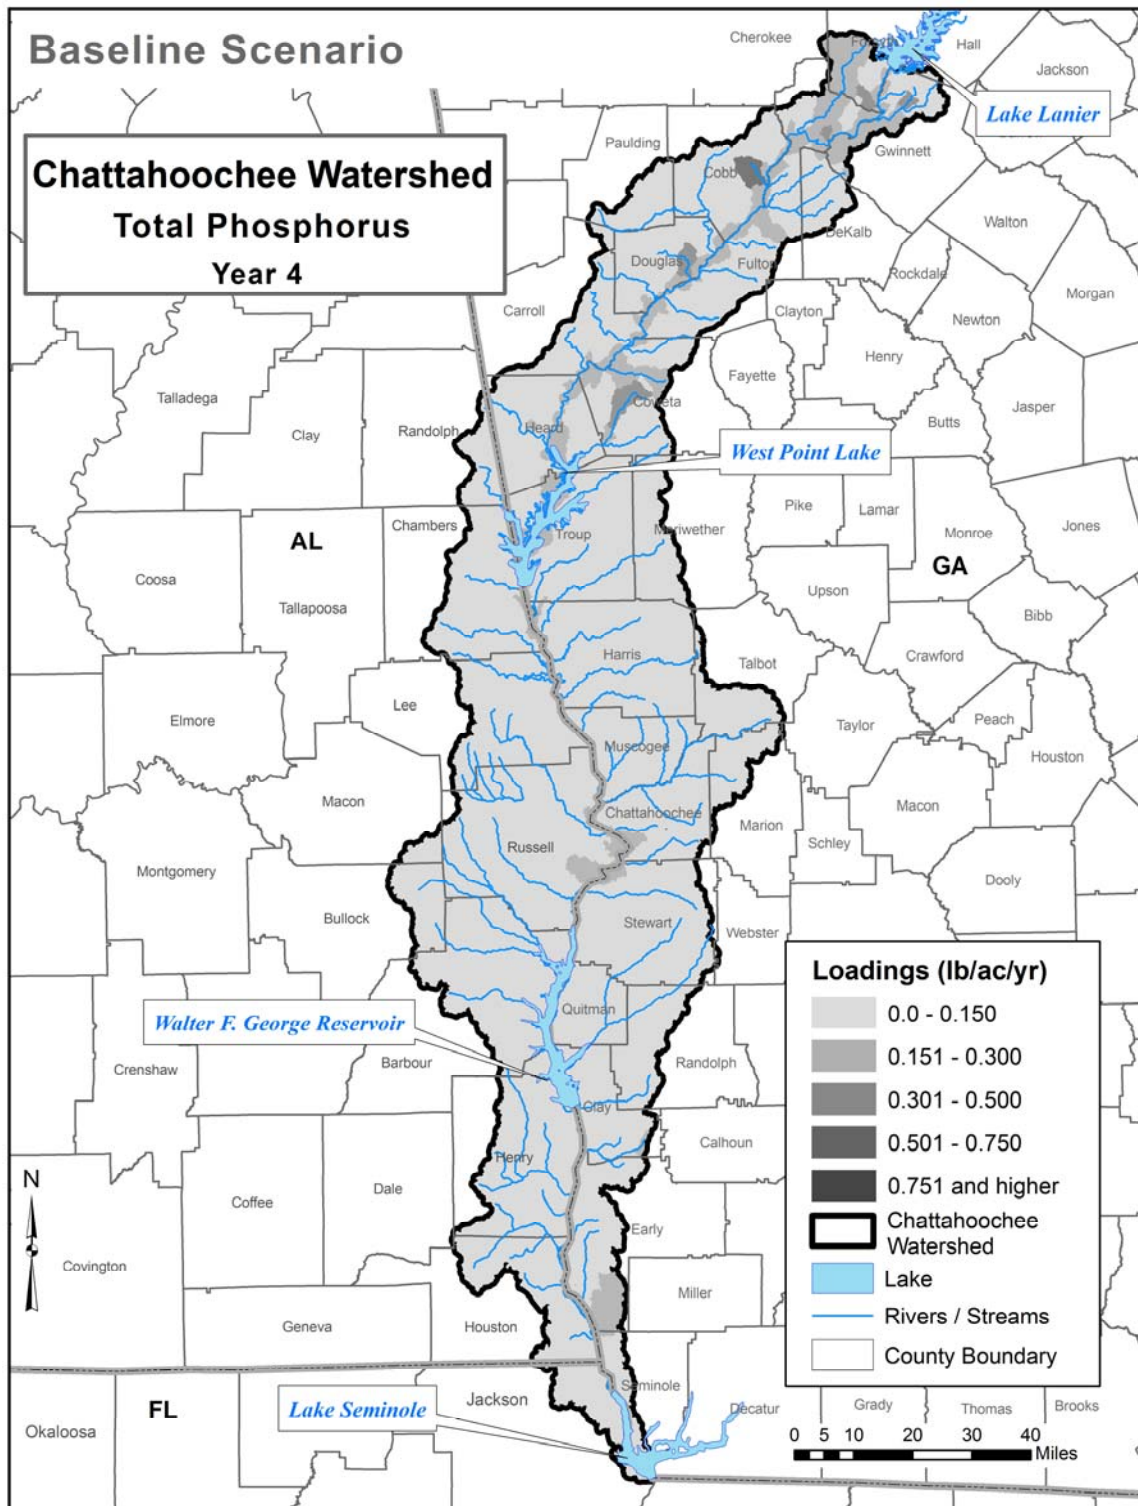 Baseline Scenario
Chattahoochee Watershed
Total Phosphorus
Year 4
Cherokee
Forsyth
Hall
Jackson
Lake Lanier
Paulding
Gwinnett
Cobb
Walton
DeKalb
Douglas
Fulton
Rockdale
Morgan
Carroll
Clayton
Newton
Henry
Fayette
Talladega
Coweta
Butts
Jasper
Clay
Randolph
Heard
West Point Lake
Pike
Lamar
Chambers
Troup
Meriwether
Monroe
Jones
AL
GA
Coosa
Tallapoosa
Upson
Bibb
Harris
Talbot
Crawford
Elmore
Lee
Taylor
Peach
Muscogee
Houston
Macon
Chattahoochee
Macon
Marion
Russell
Schley
Montgomery
Dooly
Bullock
Stewart
Webster
Loadings (lb/ac/yr)
0.0 - 0.150
0.151 - 0.300
0.301 - 0.500
0.501 - 0.750
0.751 and higher
Chattahoochee
Watershed
Lake
Rivers / Streams
County Boundary
Quitman
Walter F. George Reservoir
Crenshaw
Barbour
Randolph
Clay
Calhoun
Henry
N
Coffee
Dale
Early
Covington
Miller
Geneva
Houston
Seminole
Jackson
Decatur
Grady
Thomas
Brooks
FL
Lake Seminole
Okaloosa
0 5 10 20 30 40
Miles